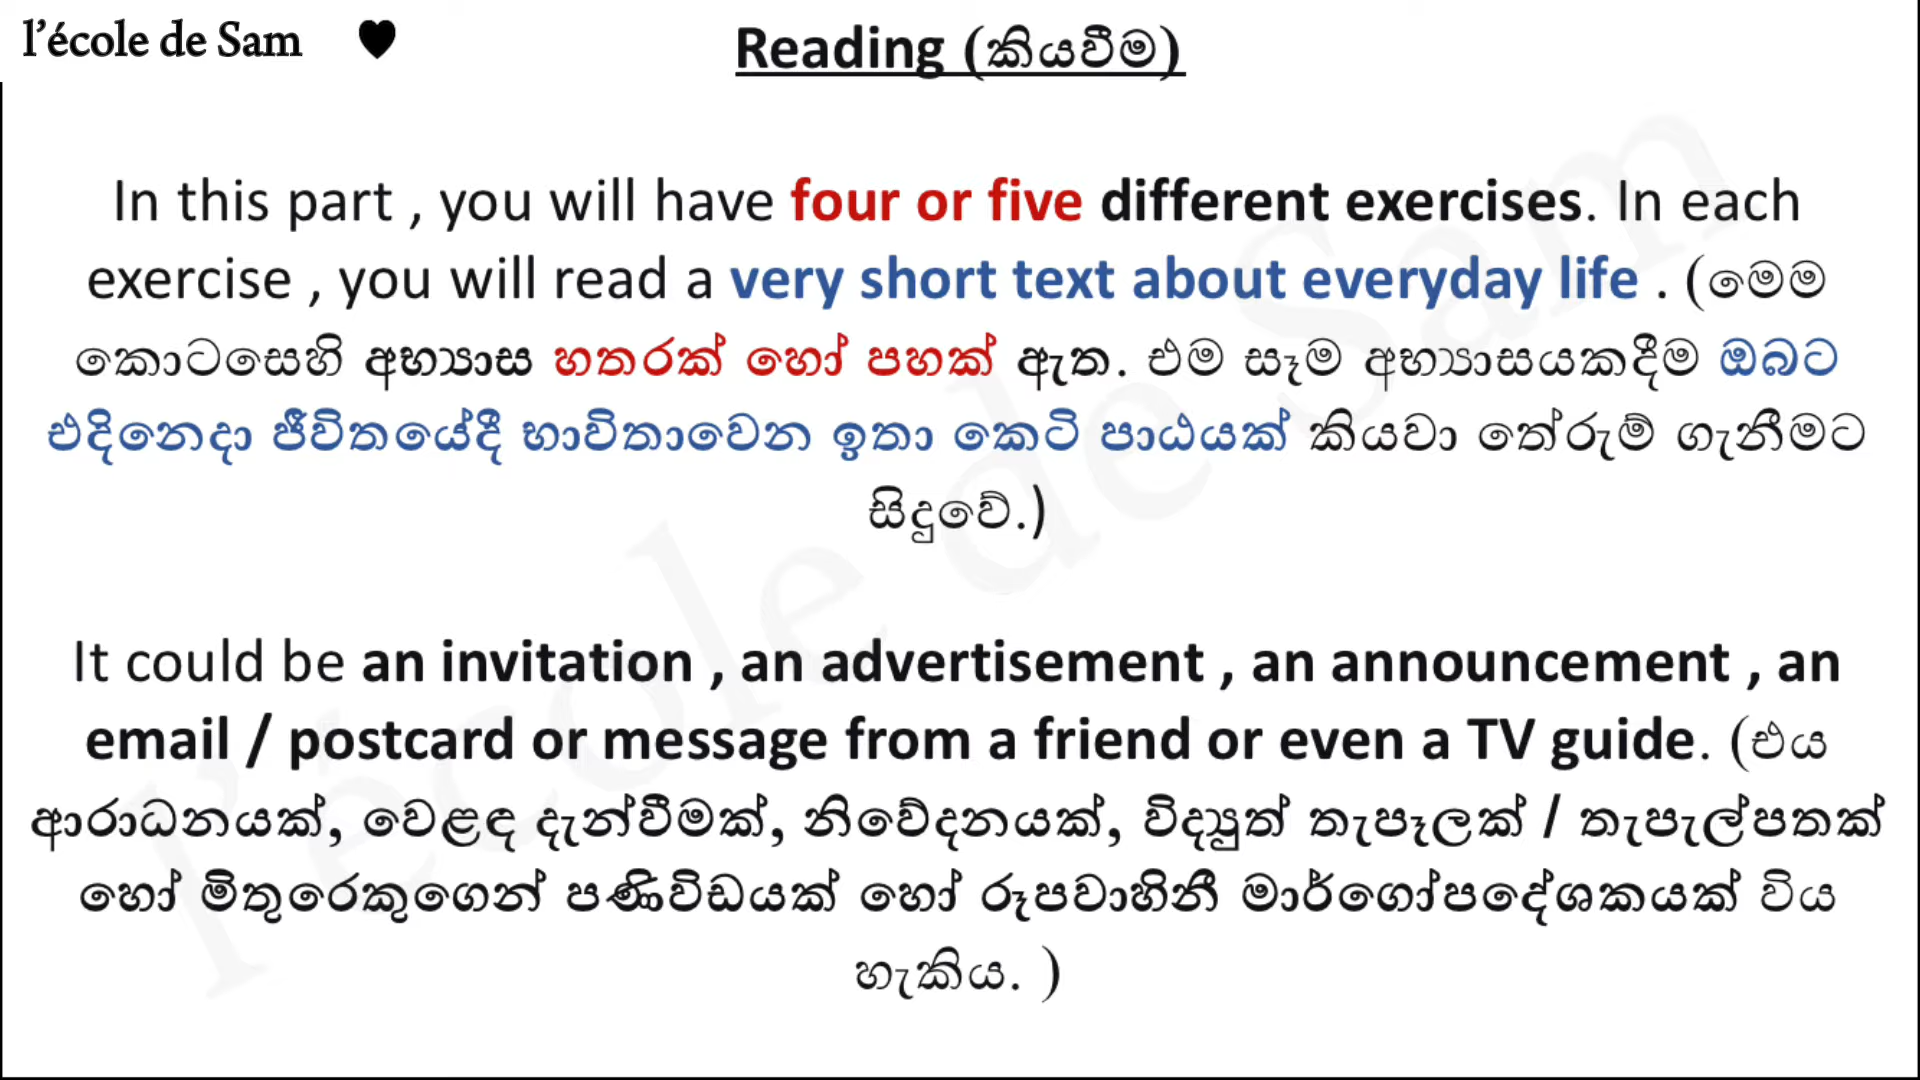 l’école de Sam ♥
Reading (කියවීම)
In this part , you will have four or five different exercises. In each
exercise , you will read a very short text about everyday life . (මෙම
කොටසෙහි අභ්‍යාස හතරක් හෝ පහක් ඇත. එම සෑම අභ්‍යාසයකදීම ඔබට
එදිනෙදා ජීවිතයේදී භාවිතාවෙන ඉතා කෙටි පාඨයක් කියවා තේරුම් ගැනීමට
සිදුවේ.)
It could be an invitation , an advertisement , an announcement , an
email / postcard or message from a friend or even a TV guide. (එය
ආරාධනයක්, වෙළඳ දැන්වීමක්, නිවේදනයක්, විද්‍යුත් තැපෑලක් / තැපැල්පතක්
හෝ මිතුරෙකුගෙන් පණිවිඩයක් හෝ රූපවාහිනී මාර්ගෝපදේශකයක් විය
හැකිය. )
l’école de Sam